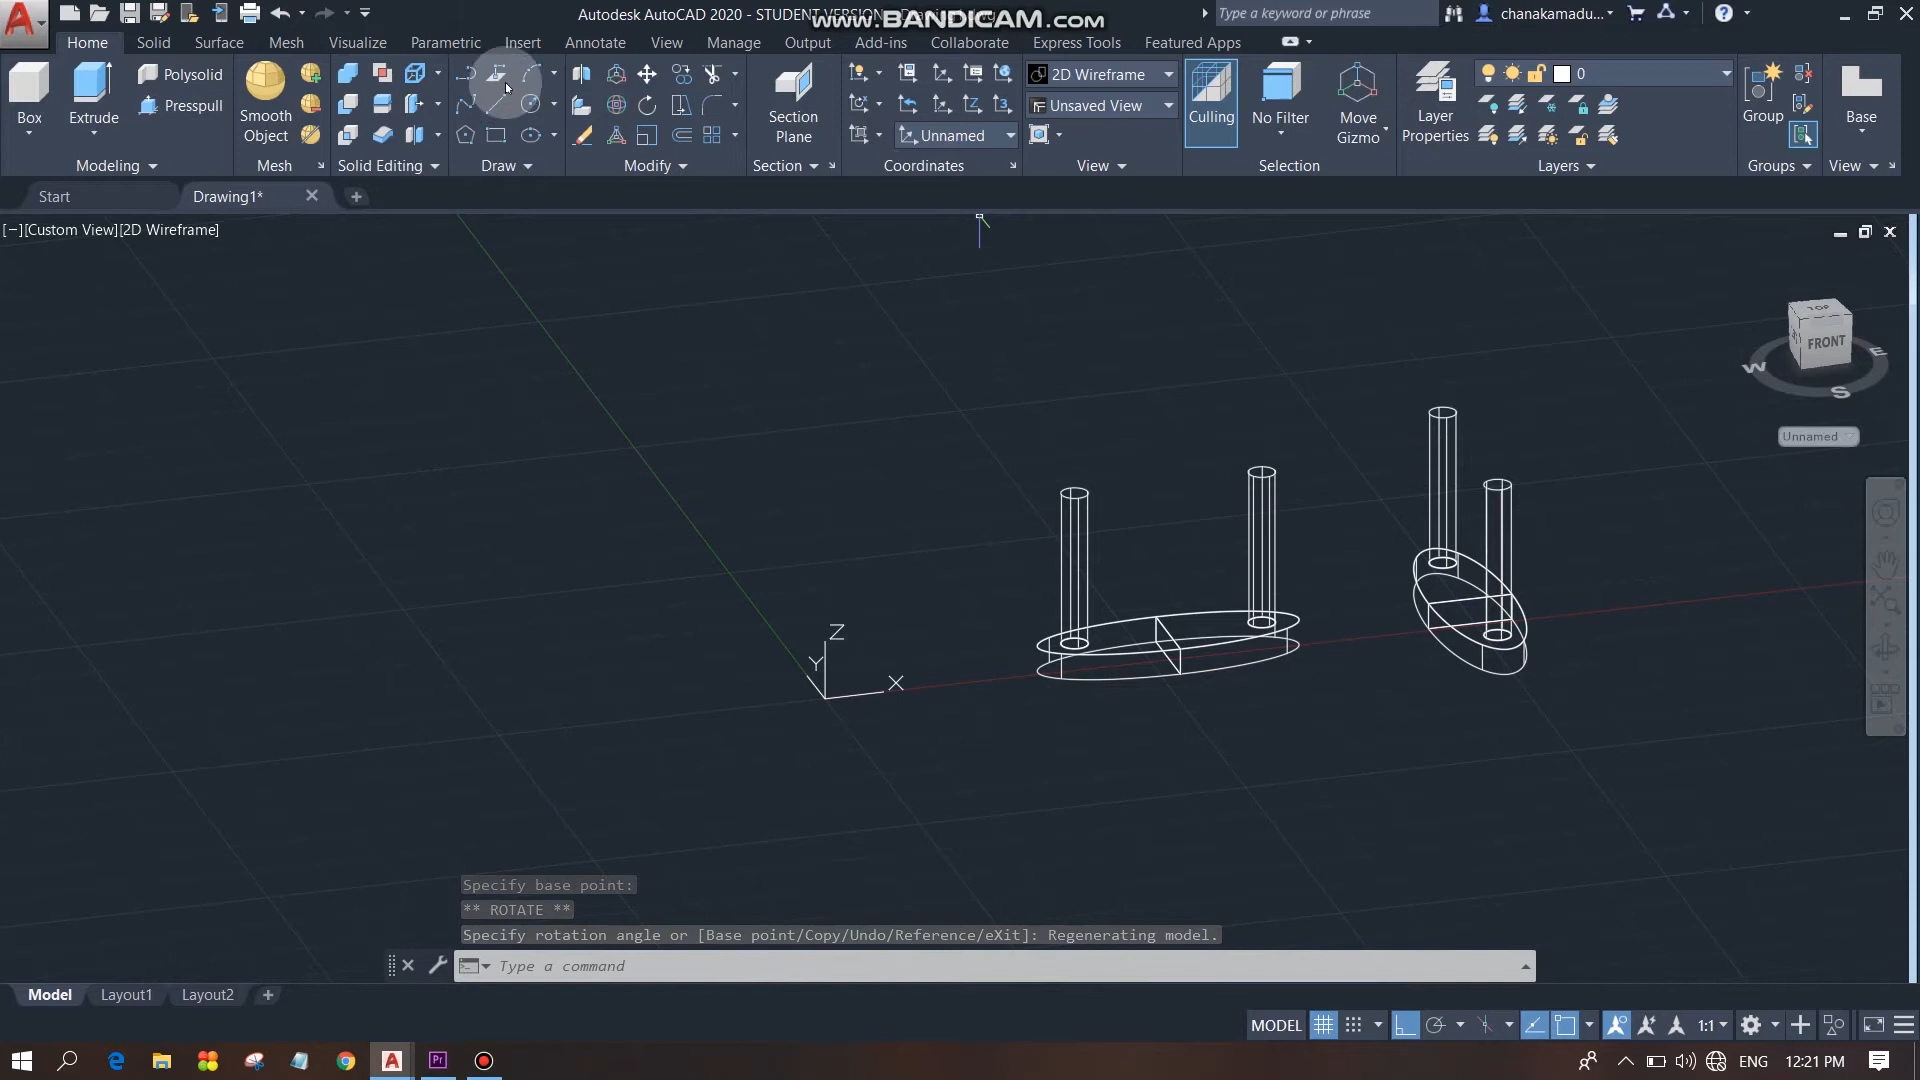 Autodesk AutoCAD 2020 - STUDENT VERSION
www.BANDICAM.com
Type a keyword or phrase
chanakamadu...
Home Solid Surface Mesh Visualize Parametric Insert Annotate View Manage Output Add-ins Collaborate Express Tools Featured Apps
Polysolid
Presspull
Box
Extrude
Smooth
Object
Section
Plane
2D Wireframe
Unsaved View
Unnamed
Culling
No Filter
Move
Gizmo
Layer
Properties
0
Group
Base
Modeling Mesh Solid Editing Draw Modify Section Coordinates View Selection Layers Groups View
Start Drawing1*
[−][Custom View][2D Wireframe]
TOP
FRONT
W
E
S
Unnamed
Z
Y
X
Specify base point:
** ROTATE **
Specify rotation angle or [Base point/Copy/Undo/Reference/eXit]: Regenerating model.
Type a command
Model Layout1 Layout2
MODEL
1:1
Pr
ENG 12:21 PM